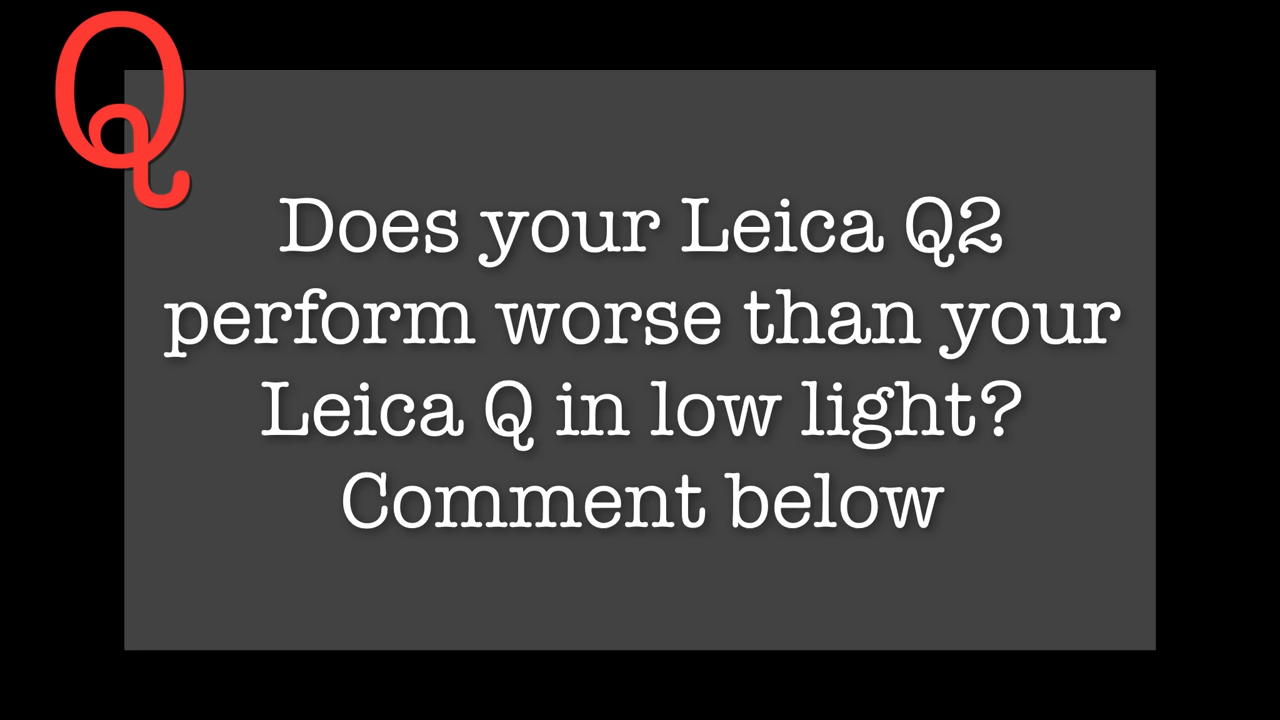 Q
Does your Leica Q2
perform worse than your
Leica Q in low light?
Comment below